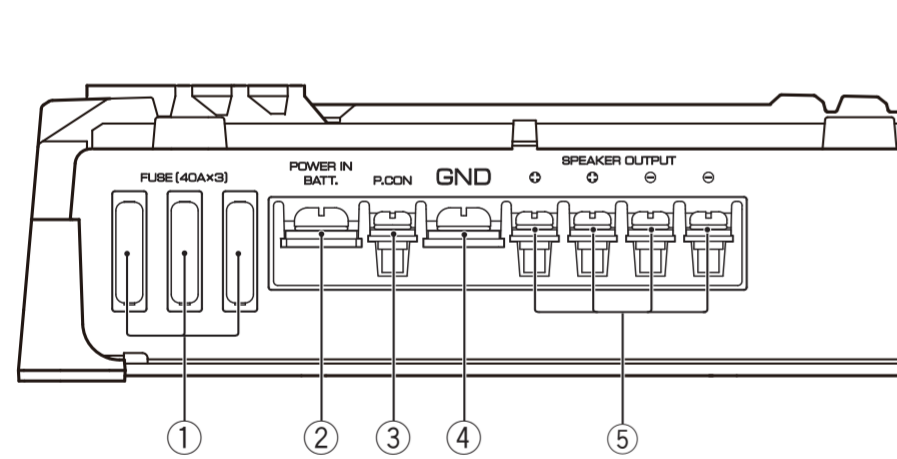 FUSE (40A×3)
POWER IN
BATT.
P.CON
GND
SPEAKER OUTPUT
⊕ ⊕ ⊖ ⊖
① ② ③ ④ ⑤